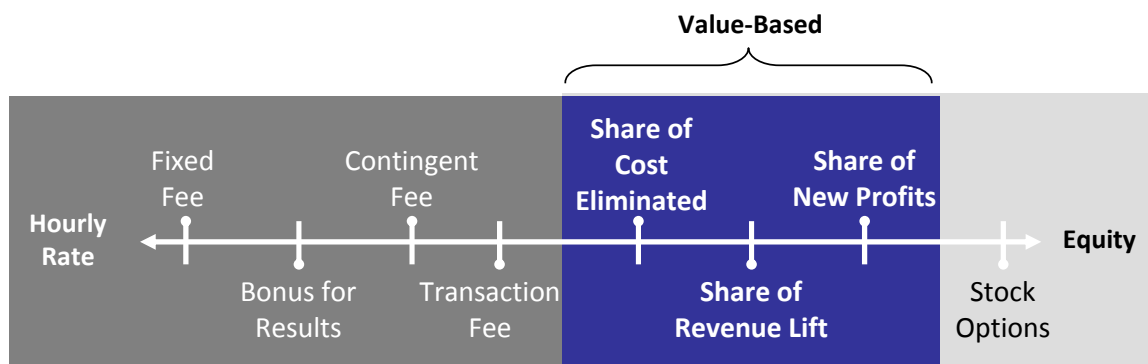 Value-Based
Fixed
Fee
Contingent
Fee
Share of
Cost
Eliminated
Share of
New Profits
Hourly
Rate
Equity
Bonus for
Results
Transaction
Fee
Share of
Revenue Lift
Stock
Options